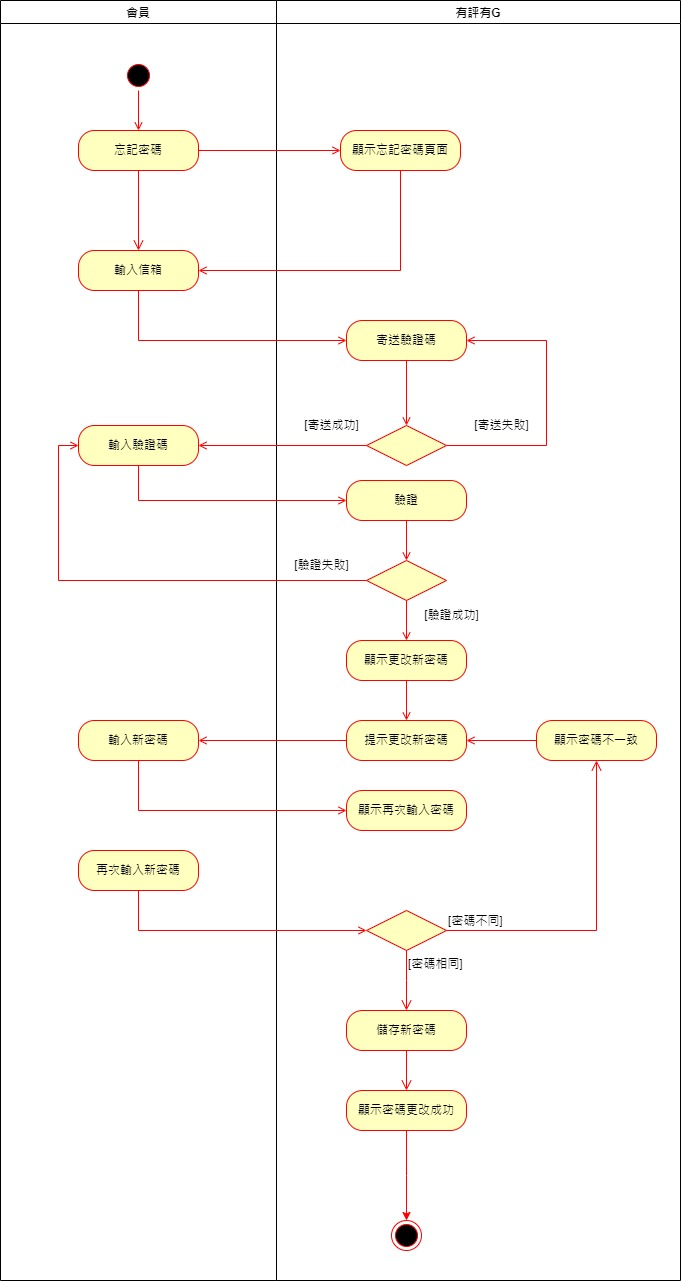 會員
有評有G
忘記密碼
顯示忘記密碼頁面
輸入信箱
寄送驗證碼
[寄送成功]
[寄送失敗]
輸入驗證碼
驗證
[驗證失敗]
[驗證成功]
顯示更改新密碼
輸入新密碼
提示更改新密碼
顯示密碼不一致
顯示再次輸入密碼
再次輸入新密碼
[密碼不同]
[密碼相同]
儲存新密碼
顯示密碼更改成功